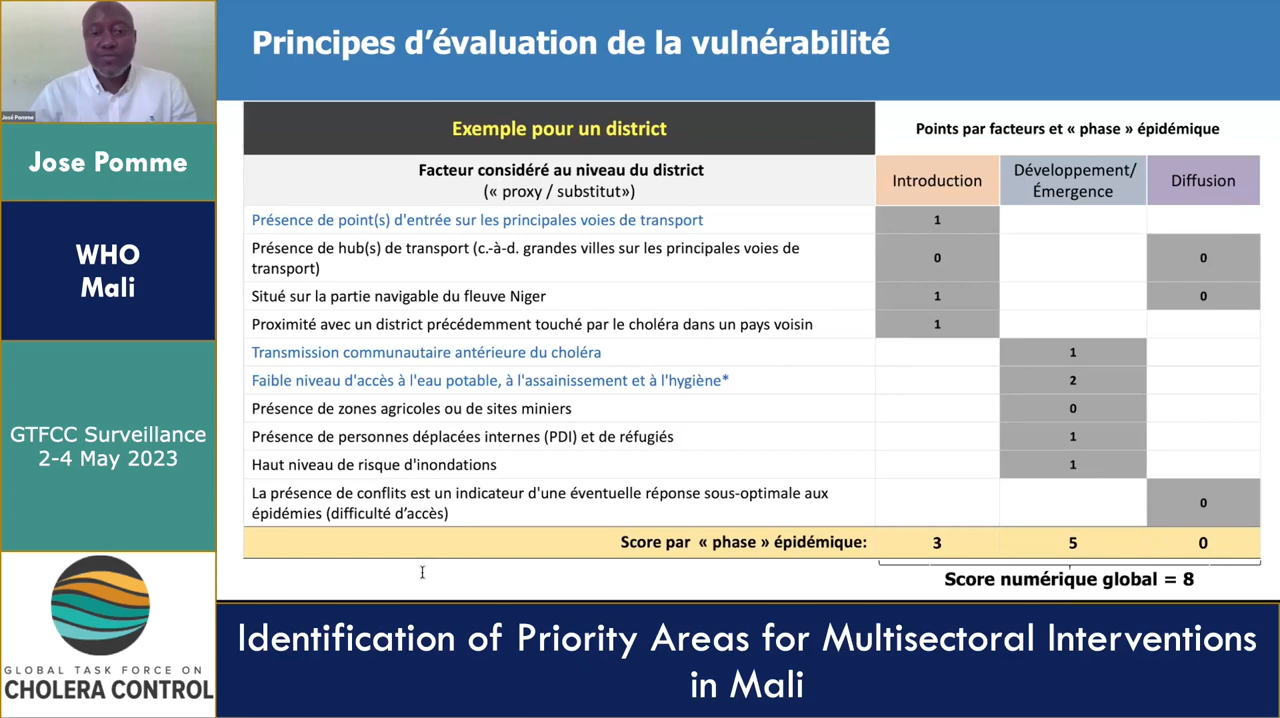 José Pomme
Jose Pomme
WHO
Mali
GTFCC Surveillance
2-4 May 2023
GLOBAL TASK FORCE ON
CHOLERA CONTROL
Principes d’évaluation de la vulnérabilité
Exemple pour un district
Points par facteurs et « phase » épidémique
Facteur considéré au niveau du district
(« proxy / substitut»)
Introduction
Développement/
Émergence
Diffusion
Présence de point(s) d'entrée sur les principales voies de transport
1
Présence de hub(s) de transport (c.-à-d. grandes villes sur les principales voies de
transport)
0
0
Situé sur la partie navigable du fleuve Niger
1
0
Proximité avec un district précédemment touché par le choléra dans un pays voisin
1
Transmission communautaire antérieure du choléra
1
Faible niveau d'accès à l'eau potable, à l'assainissement et à l'hygiène*
2
Présence de zones agricoles ou de sites miniers
0
Présence de personnes déplacées internes (PDI) et de réfugiés
1
Haut niveau de risque d'inondations
1
La présence de conflits est un indicateur d'une éventuelle réponse sous-optimale aux
épidémies (difficulté d’accès)
0
Score par « phase » épidémique:
3
5
0
Score numérique global = 8
Identification of Priority Areas for Multisectoral Interventions
in Mali